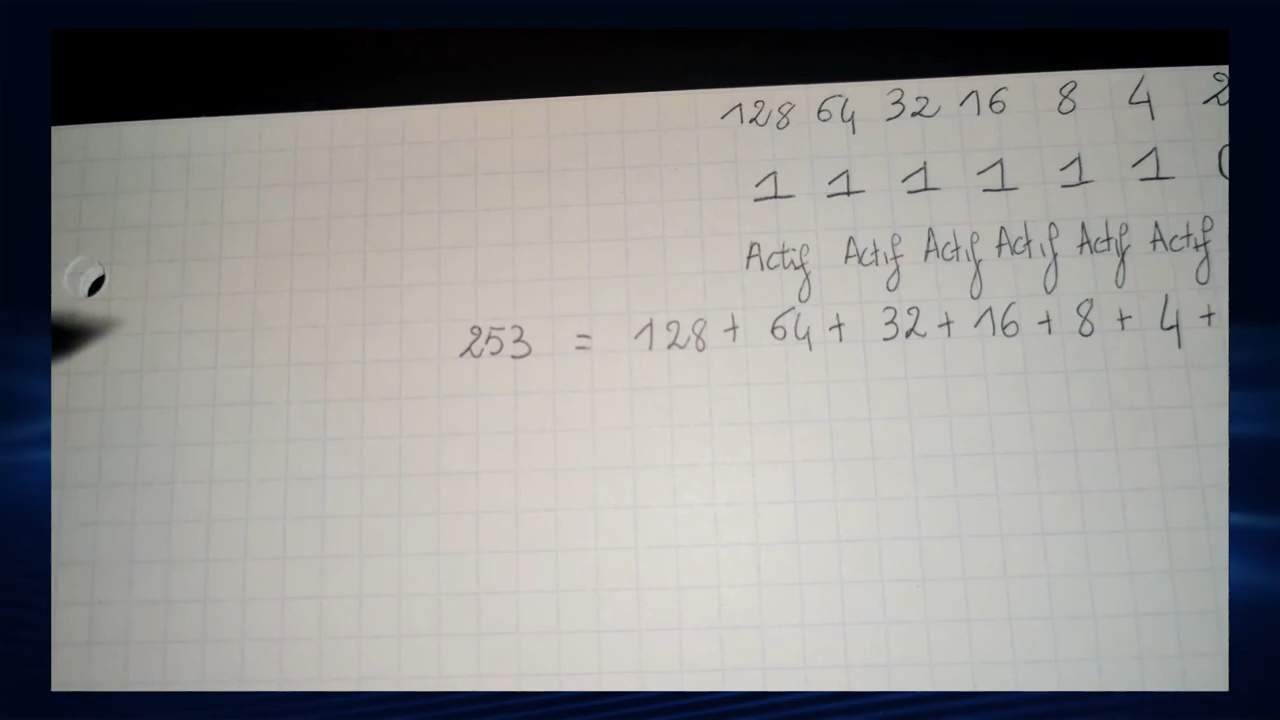 128 64 32 16 8 4 2
1 1 1 1 1 1
Actif Actif Actif Actif Actif Actif
253 = 128 + 64 + 32 + 16 + 8 + 4 +